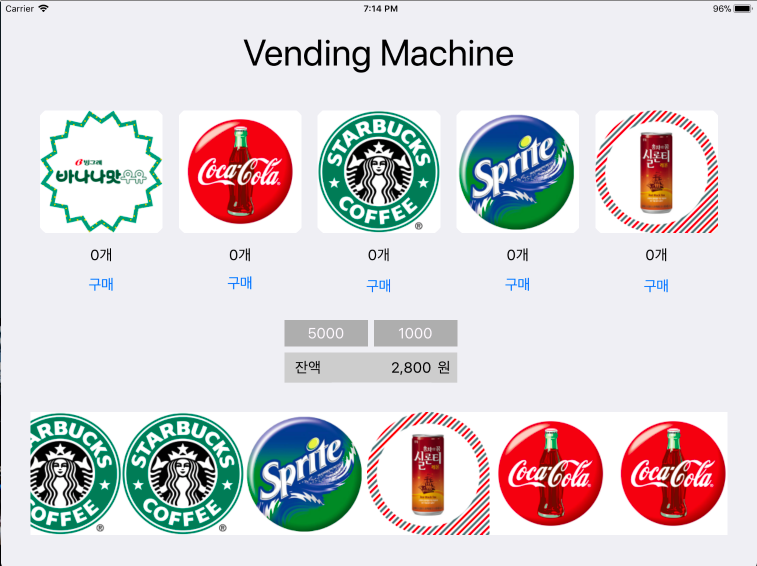 Carrier 7:14 PM 96%
Vending Machine
빙그레
바나나맛우유
Coca-Cola
STARBUCKS
COFFEE
Sprite
실론티
0개 0개 0개 0개 0개
구매 구매 구매 구매 구매
5000 1000
잔액 2,800 원
ARBUCKS
COFFEE
STARBUCKS
COFFEE
Sprite
실론티
Coca-Cola
Coca-Cola